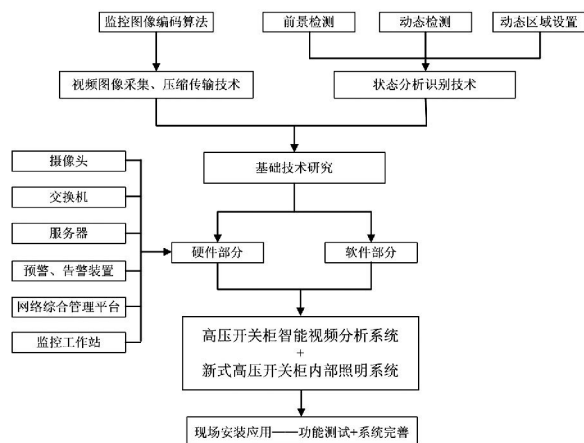 监控图像编码算法
前景检测
动态检测
动态区域设置
视频图像采集、压缩传输技术
状态分析识别技术
基础技术研究
摄像头
交换机
服务器
预警、告警装置
网络综合管理平台
监控工作站
硬件部分
软件部分
高压开关柜智能视频分析系统
+
新式高压开关柜内部照明系统
现场安装应用——功能测试+系统完善